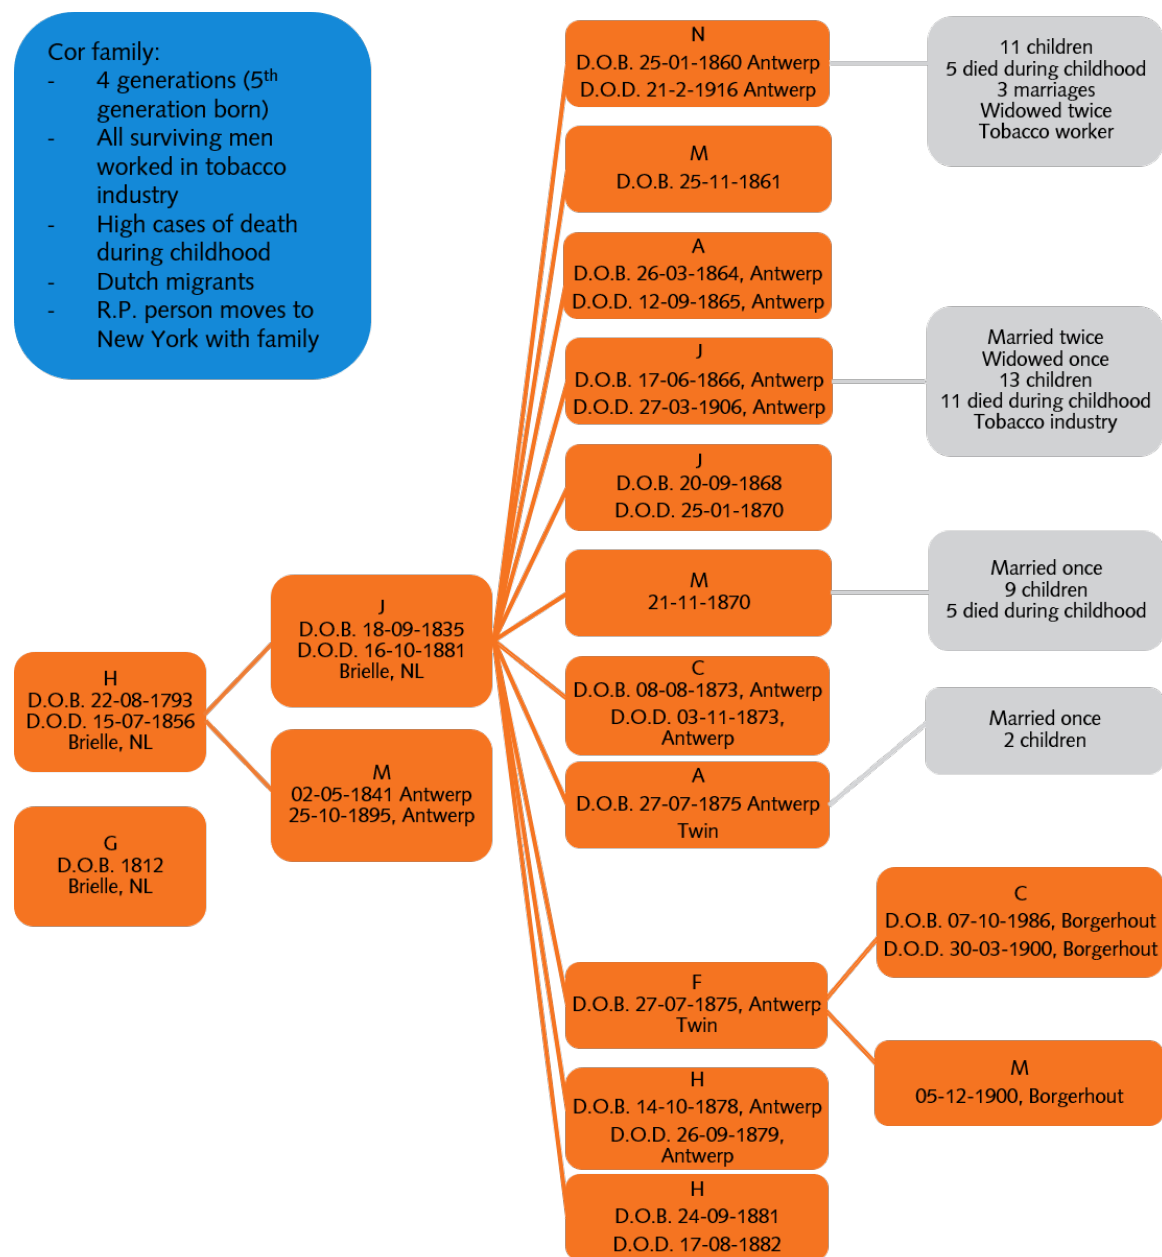 Cor family:
- 4 generations (5th
generation born)
- All surviving men
worked in tobacco
industry
- High cases of death
during childhood
- Dutch migrants
- R.P. person moves to
New York with family
H
D.O.B. 22-08-1793
D.O.D. 15-07-1856
Brielle, NL
G
D.O.B. 1812
Brielle, NL
J
D.O.B. 18-09-1835
D.O.D. 16-10-1881
Brielle, NL
M
02-05-1841 Antwerp
25-10-1895, Antwerp
N
D.O.B. 25-01-1860 Antwerp
D.O.D. 21-2-1916 Antwerp
M
D.O.B. 25-11-1861
A
D.O.B. 26-03-1864, Antwerp
D.O.D. 12-09-1865, Antwerp
J
D.O.B. 17-06-1866, Antwerp
D.O.D. 27-03-1906, Antwerp
J
D.O.B. 20-09-1868
D.O.D. 25-01-1870
M
21-11-1870
C
D.O.B. 08-08-1873, Antwerp
D.O.D. 03-11-1873,
Antwerp
A
D.O.B. 27-07-1875 Antwerp
Twin
F
D.O.B. 27-07-1875, Antwerp
Twin
H
D.O.B. 14-10-1878, Antwerp
D.O.D. 26-09-1879,
Antwerp
H
D.O.B. 24-09-1881
D.O.D. 17-08-1882
11 children
5 died during childhood
3 marriages
Widowed twice
Tobacco worker
Married twice
Widowed once
13 children
11 died during childhood
Tobacco industry
Married once
9 children
5 died during childhood
Married once
2 children
C
D.O.B. 07-10-1986, Borgerhout
D.O.D. 30-03-1900, Borgerhout
M
05-12-1900, Borgerhout